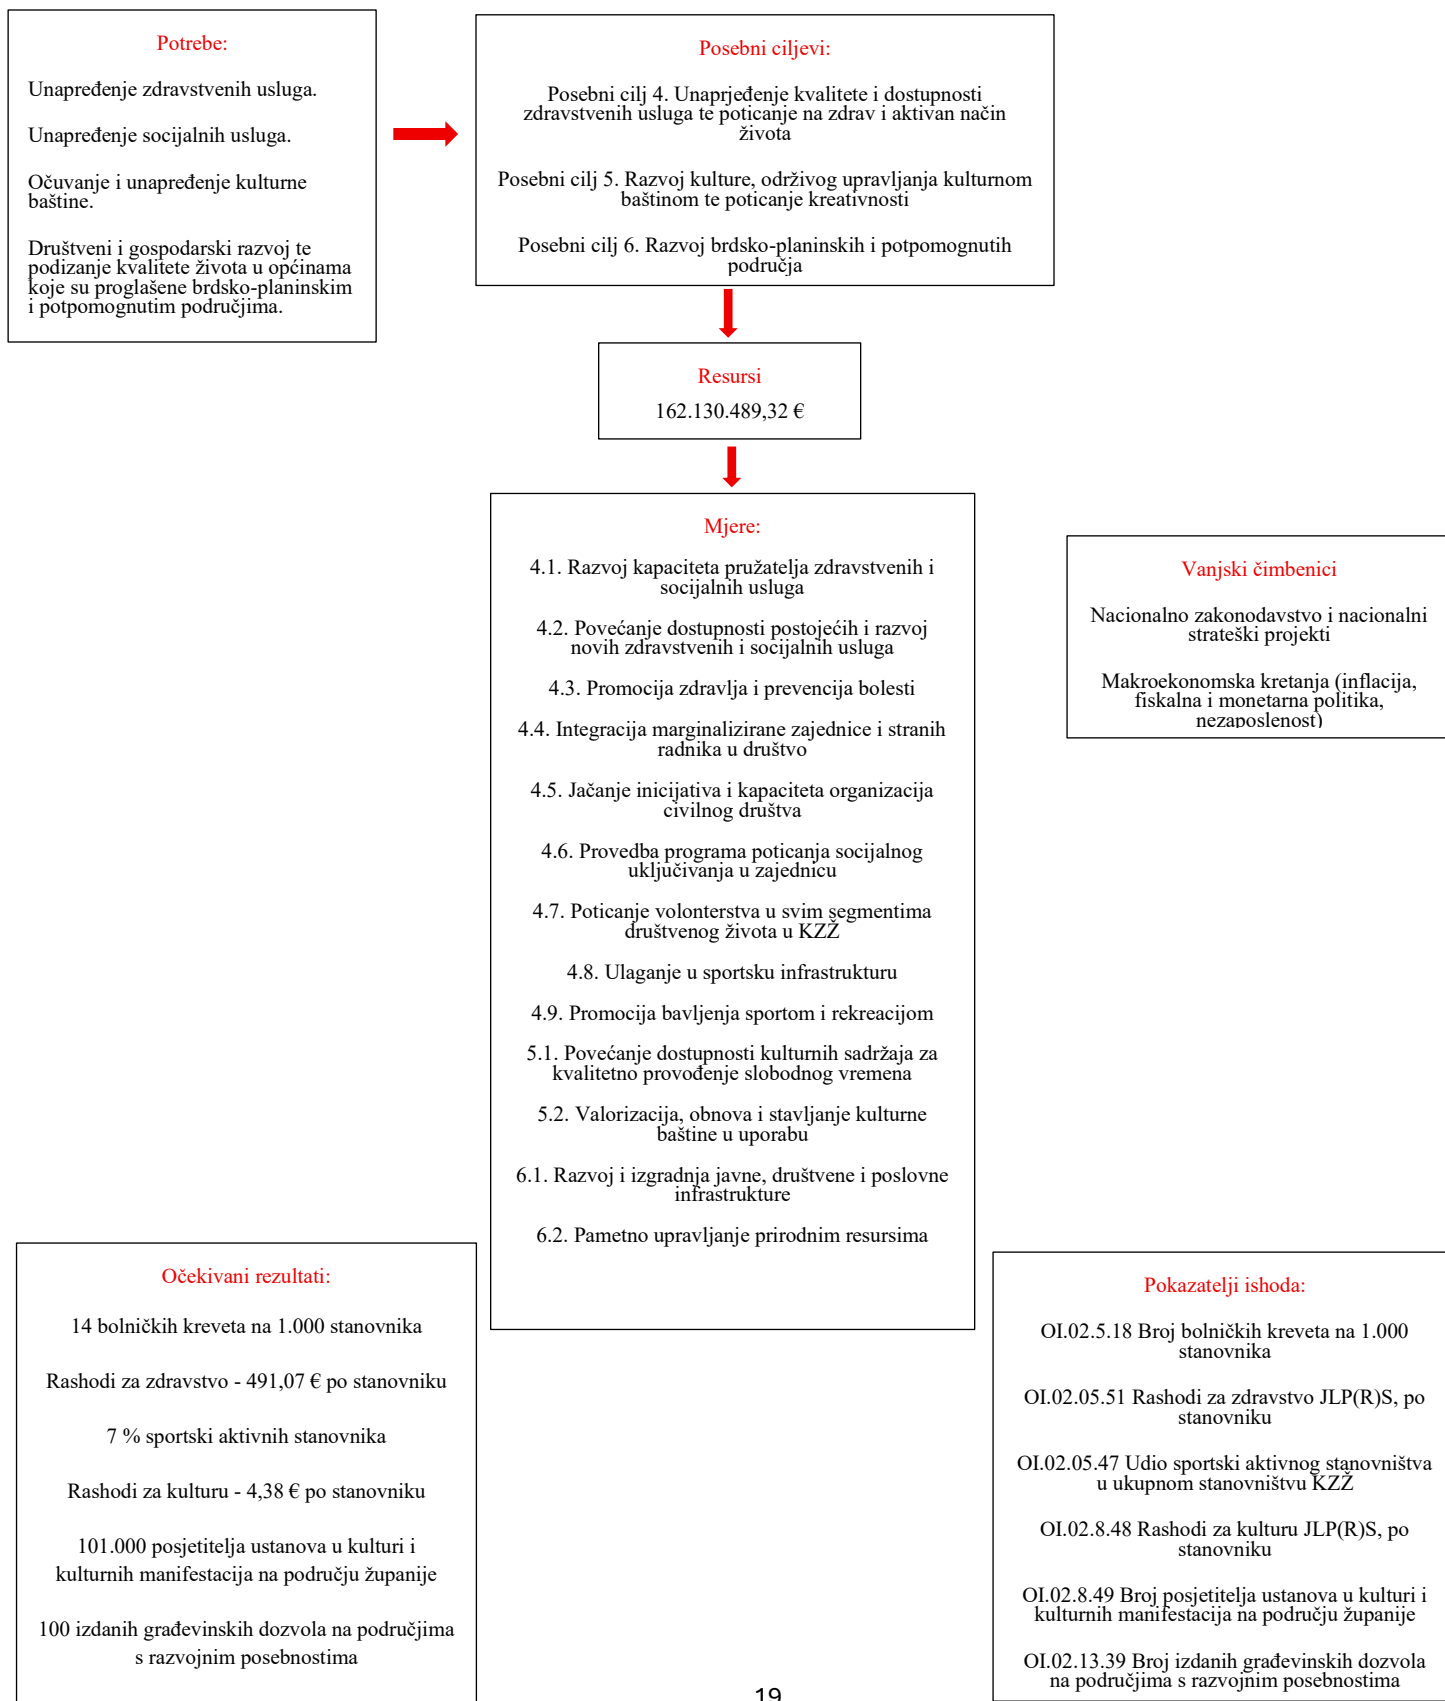 Potrebe:
Unapređenje zdravstvenih usluga.
Unapređenje socijalnih usluga.
Očuvanje i unapređenje kulturne
baštine.
Društveni i gospodarski razvoj te
podizanje kvalitete života u općinama
koje su proglašene brdsko-planinskim
i potpomognutim područjima.
Posebni ciljevi:
Posebni cilj 4. Unaprjeđenje kvalitete i dostupnosti
zdravstvenih usluga te poticanje na zdrav i aktivan način
života
Posebni cilj 5. Razvoj kulture, održivog upravljanja kulturnom
baštinom te poticanje kreativnosti
Posebni cilj 6. Razvoj brdsko-planinskih i potpomognutih
područja
Resursi
162.130.489,32 €
Mjere:
4.1. Razvoj kapaciteta pružatelja zdravstvenih i
socijalnih usluga
4.2. Povećanje dostupnosti postojećih i razvoj
novih zdravstvenih i socijalnih usluga
4.3. Promocija zdravlja i prevencija bolesti
4.4. Integracija marginalizirane zajednice i stranih
radnika u društvo
4.5. Jačanje inicijativa i kapaciteta organizacija
civilnog društva
4.6. Provedba programa poticanja socijalnog
uključivanja u zajednicu
4.7. Poticanje volonterstva u svim segmentima
društvenog života u KZŽ
4.8. Ulaganje u sportsku infrastrukturu
4.9. Promocija bavljenja sportom i rekreacijom
5.1. Povećanje dostupnosti kulturnih sadržaja za
kvalitetno provođenje slobodnog vremena
5.2. Valorizacija, obnova i stavljanje kulturne
baštine u uporabu
6.1. Razvoj i izgradnja javne, društvene i poslovne
infrastrukture
6.2. Pametno upravljanje prirodnim resursima
Vanjski čimbenici
Nacionalno zakonodavstvo i nacionalni
strateški projekti
Makroekonomska kretanja (inflacija,
fiskalna i monetarna politika,
nezaposlenost)
Očekivani rezultati:
14 bolničkih kreveta na 1.000 stanovnika
Rashodi za zdravstvo - 491,07 € po stanovniku
7 % sportski aktivnih stanovnika
Rashodi za kulturu - 4,38 € po stanovniku
101.000 posjetitelja ustanova u kulturi i
kulturnih manifestacija na području županije
100 izdanih građevinskih dozvola na područjima
s razvojnim posebnostima
Pokazatelji ishoda:
OI.02.5.18 Broj bolničkih kreveta na 1.000
stanovnika
OI.02.05.51 Rashodi za zdravstvo JLP(R)S, po
stanovniku
OI.02.05.47 Udio sportski aktivnog stanovništva
u ukupnom stanovništvu KZŽ
OI.02.8.48 Rashodi za kulturu JLP(R)S, po
stanovniku
OI.02.8.49 Broj posjetitelja ustanova u kulturi i
kulturnih manifestacija na području županije
OI.02.13.39 Broj izdanih građevinskih dozvola
na područjima s razvojnim posebnostima
19